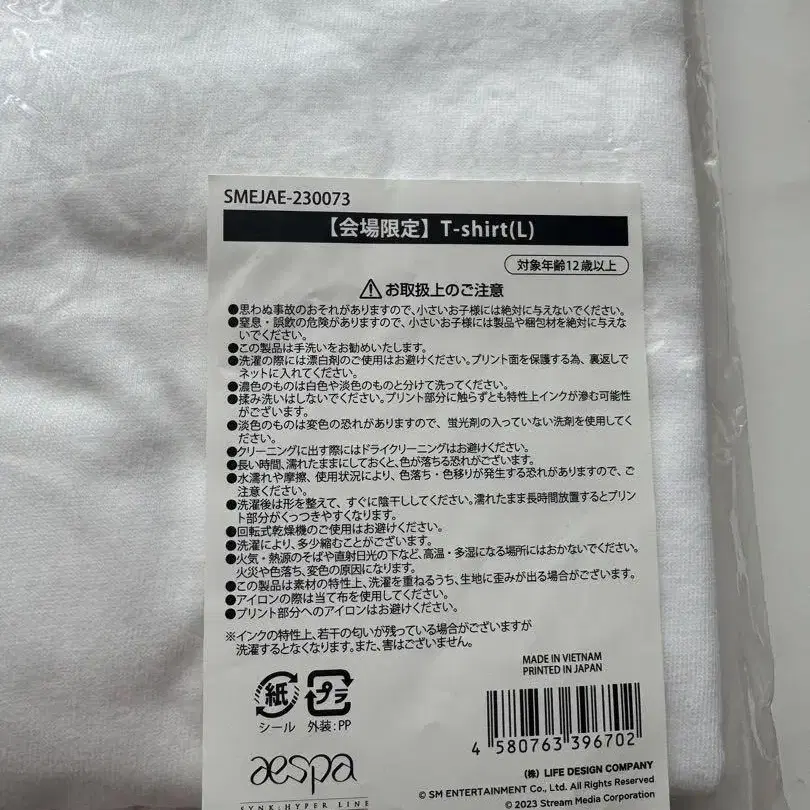 SMEJAE-230073
【会場限定】T-shirt(L)
対象年齢12歳以上
お取扱上のご注意
●思わぬ事故のおそれがありますので、小さいお子様には絶対に与えないでください。
●窒息・誤飲の危険がありますので、小さいお子様には製品や梱包材を絶対に与えな
いでください。
●この製品は手洗いをお勧めいたします。
●洗濯の際には漂白剤のご使用はお避けください。プリント面を保護する為、裏返しで
ネットに入れてください。
●濃色のものは白色や淡色のものと分けて洗ってください。
●揉み洗いはしないでください。プリント部分に触らずとも特性上インクが滲む可能性
がございます。
●淡色のものは変色の恐れがありますので、蛍光剤の入っていない洗剤を使用してく
ださい。
●クリーニングに出す際にはドライクリーニングはお避けください。
●長い時間、濡れたままにしておくと、色が落ちる恐れがございます。
●水濡れや摩擦、使用状況により、色落ち・色移りが発生する恐れがありますので、ご
注意ください。
●洗濯後は形を整えて、すぐに陰干ししてください。濡れたまま長時間放置するとプリン
ト部分がくっつきやすくなります。
●回転式乾燥機のご使用はお避けください。
●洗濯により、多少縮むことがございます。
●火気・熱源のそばや直射日光の下など、高温・多湿になる場所にはおかないでください。
火災や色落ち、変色の原因になります。
●この製品は素材の特性上、洗濯を重ねるうち、生地に歪みが出る場合がございます。
●アイロンの際は当て布を使用してください。
●プリント部分へのアイロンはお避けください。
※インクの特性上、若干の匂いが残っている場合がございますが
洗濯するとなくなります。また、害はございません。
MADE IN VIETNAM
PRINTED IN JAPAN
紙 プラ
シール 外装:PP
4 580763 396702
aespa
SYNK:HYPER LINE
(株) LIFE DESIGN COMPANY
© SM ENTERTAINMENT Co., Ltd. All Rights Reserved
© 2023 Stream Media Corporation